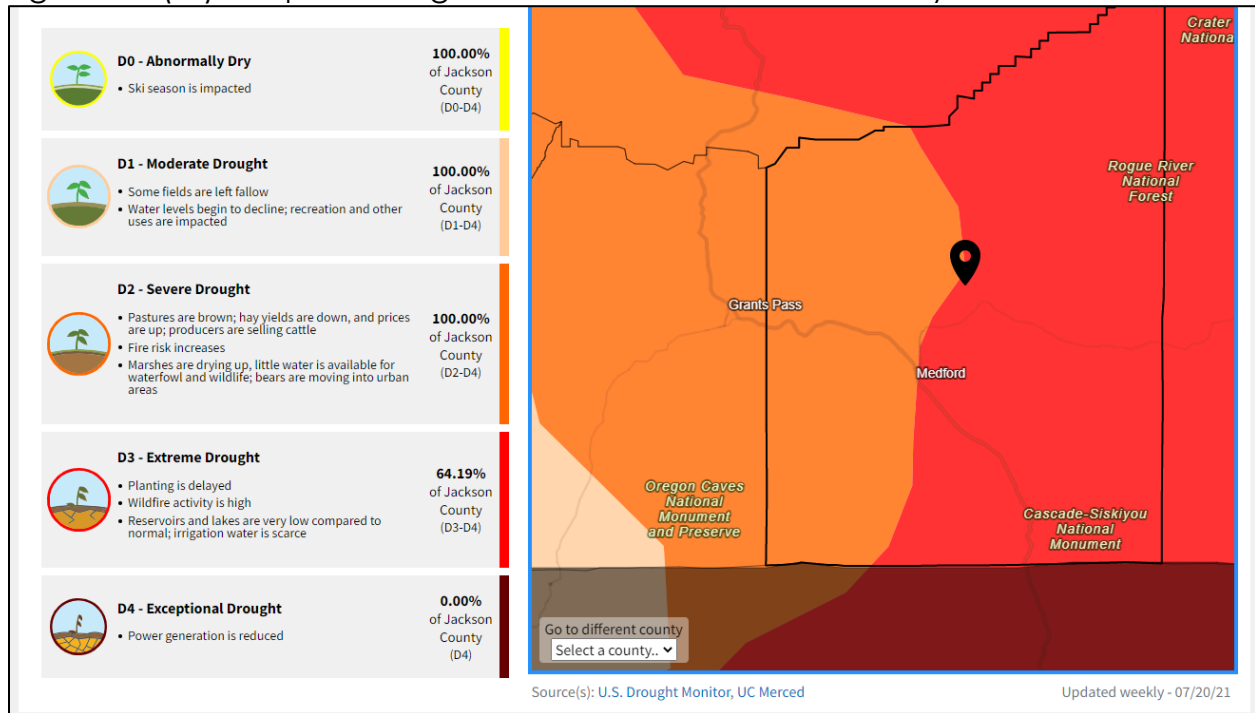 D0 - Abnormally Dry
• Ski season is impacted
100.00%
of Jackson
County
(D0-D4)
D1 - Moderate Drought
• Some fields are left fallow
• Water levels begin to decline; recreation and other
uses are impacted
100.00%
of Jackson
County
(D1-D4)
D2 - Severe Drought
• Pastures are brown; hay yields are down, and prices
are up; producers are selling cattle
• Fire risk increases
• Marshes are drying up, little water is available for
waterfowl and wildlife; bears are moving into urban
areas
100.00%
of Jackson
County
(D2-D4)
D3 - Extreme Drought
• Planting is delayed
• Wildfire activity is high
• Reservoirs and lakes are very low compared to
normal; irrigation water is scarce
64.19%
of Jackson
County
(D3-D4)
D4 - Exceptional Drought
• Power generation is reduced
0.00%
of Jackson
County
(D4)
Crater
Nationa
Rogue River
National
Forest
Grants Pass
Medford
Oregon Caves
National
Monument
and Preserve
Cascade-Siskiyou
National
Monument
Go to different county
Select a county..
Source(s): U.S. Drought Monitor, UC Merced
Updated weekly - 07/20/21